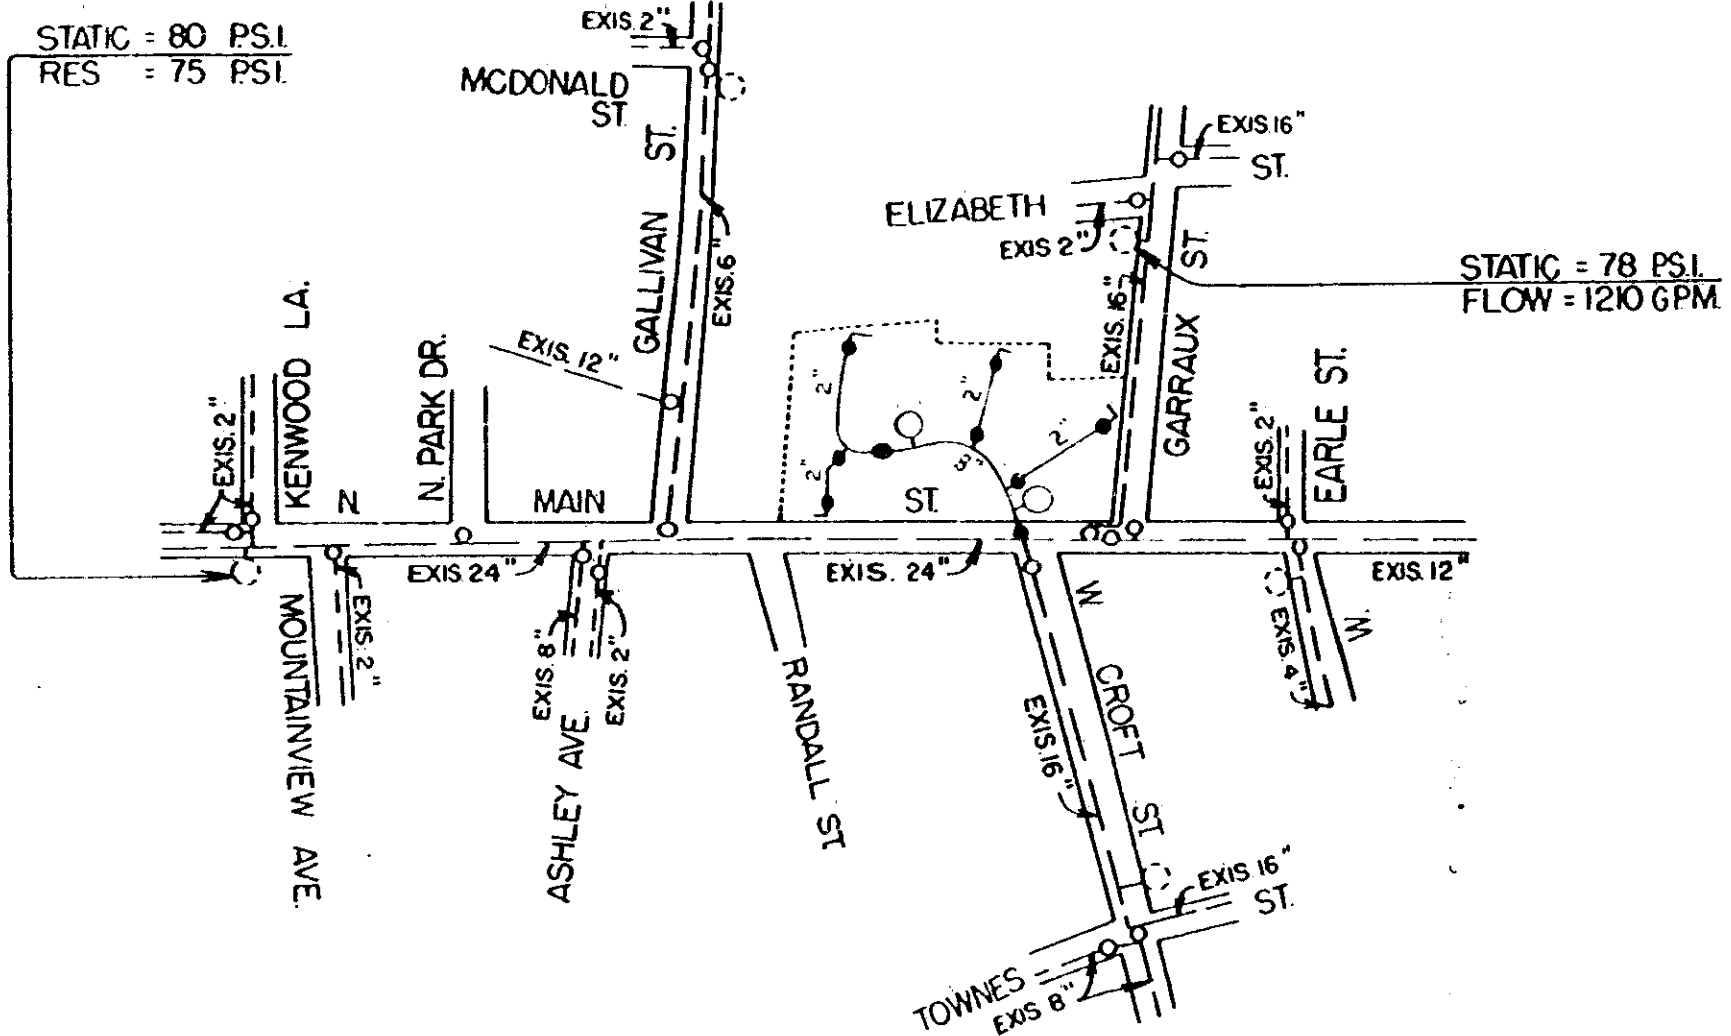 STATIC = 80 P.S.I.
RES = 75 P.S.I.
EXIS. 2"
MCDONALD
ST.
GALLIVAN ST.
EXIS. 6"
EXIS. 16"
ST.
ELIZABETH
EXIS 2"
STATIC = 78 P.S.I.
FLOW = 1210 G.P.M.
EXIS. 16"
GARRAUX ST.
EXIS. 12"
KENWOOD LA.
N. PARK DR.
EXIS. 2"
2"
2"
2"
2"
EXIS. 2"
EARLE ST.
N. MAIN ST.
EXIS. 24"
EXIS. 24"
EXIS. 12"
MOUNTAINVIEW AVE.
EXIS. 2"
EXIS. 8"
EXIS. 2"
ASHLEY AVE.
RANDALL ST
W. CROFT ST
EXIS. 16"
EXIS. 4"
W.
EXIS. 16"
ST.
TOWNES
EXIS 8"